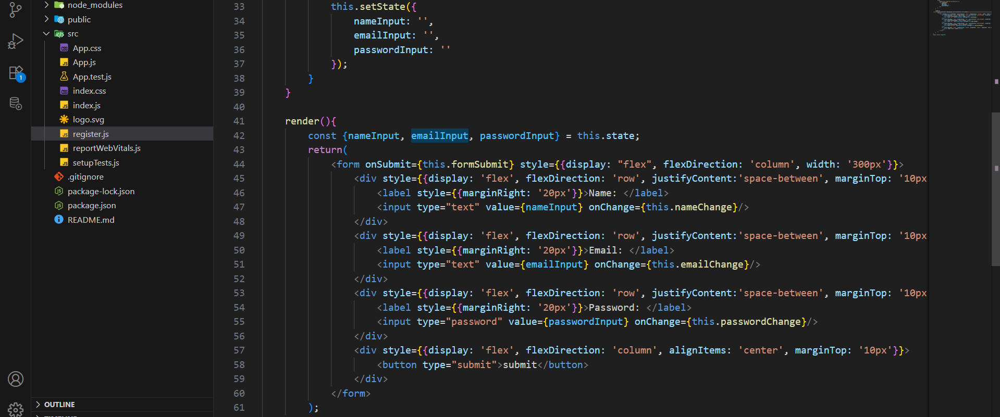 node_modules
public
src
App.css
App.js
App.test.js
index.css
index.js
logo.svg
register.js
reportWebVitals.js
setupTests.js
.gitignore
package-lock.json
package.json
README.md
1
OUTLINE
TIMELINE
33 this.setState({
34 nameInput: '',
35 emailInput: '',
36 passwordInput: ''
37 });
38 }
39 }
40
41 render(){
42 const {nameInput, emailInput, passwordInput} = this.state;
43 return(
44 <form onSubmit={this.formSubmit} style={{display: "flex", flexDirection: 'column', width: '300px'}}>
45 <div style={{display: 'flex', flexDirection: 'row', justifyContent:'space-between', marginTop: '10px
46 <label style={{marginRight: '20px'}}>Name: </label>
47 <input type="text" value={nameInput} onChange={this.nameChange}/>
48 </div>
49 <div style={{display: 'flex', flexDirection: 'row', justifyContent:'space-between', marginTop: '10px
50 <label style={{marginRight: '20px'}}>Email: </label>
51 <input type="text" value={emailInput} onChange={this.emailChange}/>
52 </div>
53 <div style={{display: 'flex', flexDirection: 'row', justifyContent:'space-between', marginTop: '10px
54 <label style={{marginRight: '20px'}}>Password: </label>
55 <input type="password" value={passwordInput} onChange={this.passwordChange}/>
56 </div>
57 <div style={{display: 'flex', flexDirection: 'column', alignItems: 'center', marginTop: '10px'}}>
58 <button type="submit">submit</button>
59 </div>
60 </form>
61 );